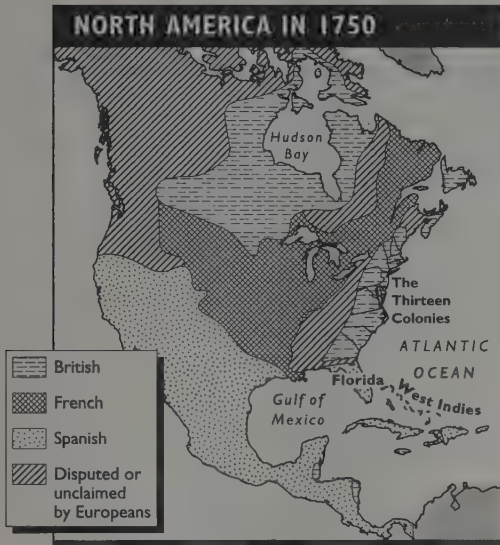 NORTH AMERICA IN 1750
Hudson
Bay
The
Thirteen
Colonies
ATLANTIC
OCEAN
Florida
West Indies
Gulf of
Mexico
British
French
Spanish
Disputed or
unclaimed
by Europeans